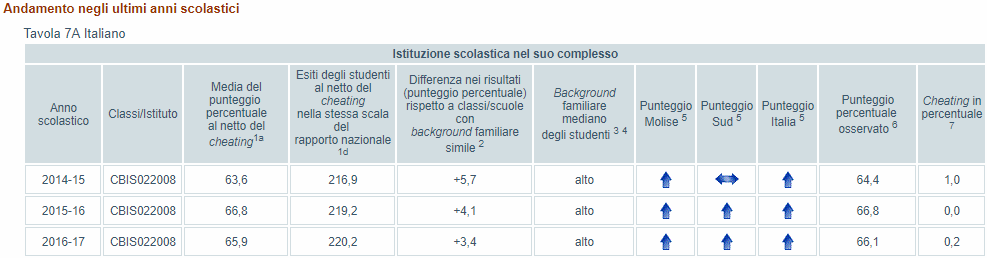 Andamento negli ultimi anni scolastici
Tavola 7A Italiano
Istituzione scolastica nel suo complesso
Anno
scolastico
Classi/Istituto
Media del
punteggio
percentuale
al netto del
cheating1a
Esiti degli studenti
al netto del
cheating
nella stessa scala
del
rapporto nazionale
1d
Differenza nei risultati
(punteggio percentuale)
rispetto a classi/scuole
con
background familiare
simile 2
Background
familiare
mediano
degli studenti 3 4
Punteggio
Molise 5
Punteggio
Sud 5
Punteggio
Italia 5
Punteggio
percentuale
osservato 6
Cheating in
percentuale
7
2014-15 CBIS022008 63,6 216,9 +5,7 alto 64,4 1,0
2015-16 CBIS022008 66,8 219,2 +4,1 alto 66,8 0,0
2016-17 CBIS022008 65,9 220,2 +3,4 alto 66,1 0,2